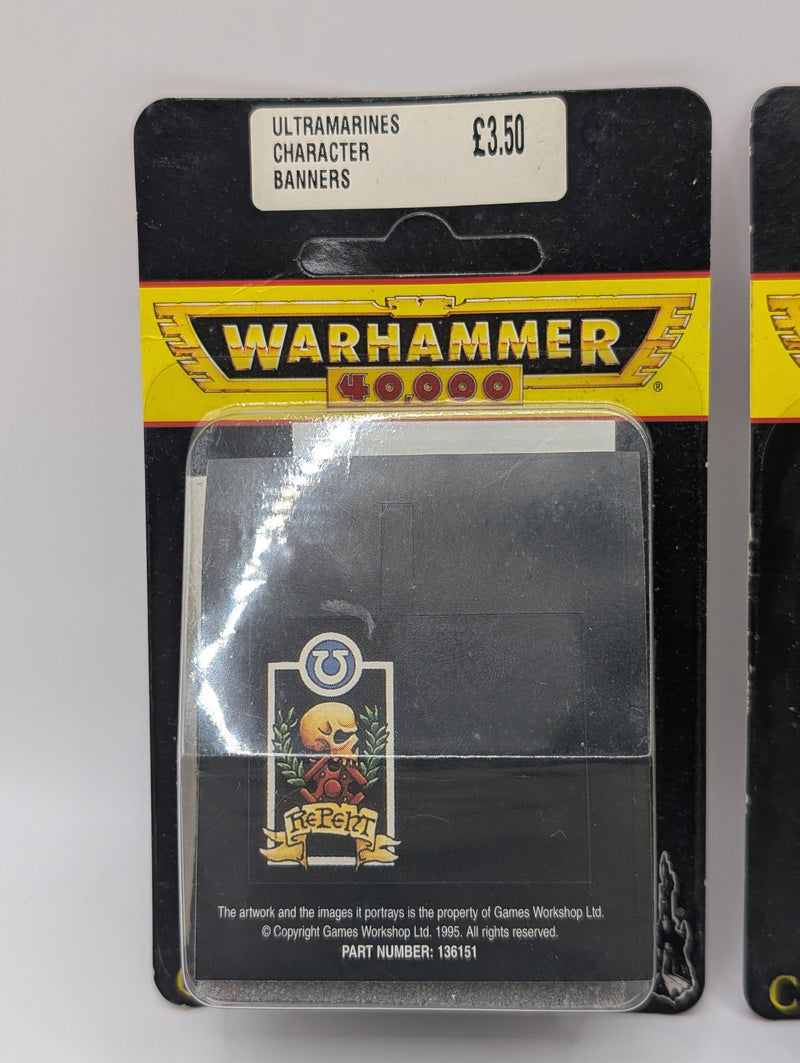 ULTRAMARINES
CHARACTER
BANNERS
£3.50
WARHAMMER
40,000
®
REPENT
The artwork and the images it portrays is the property of Games Workshop Ltd.
© Copyright Games Workshop Ltd. 1995. All rights reserved.
PART NUMBER: 136151
C